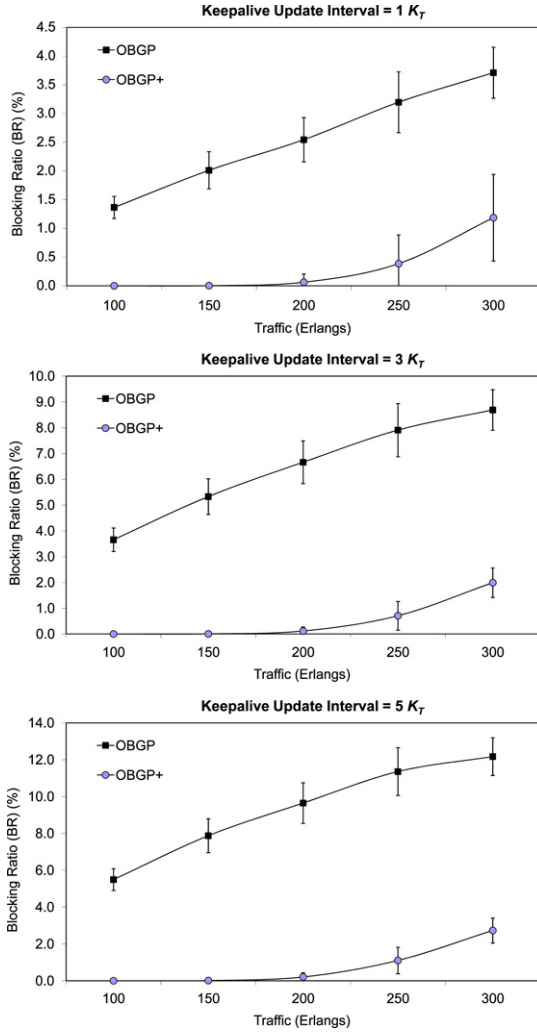 Keepalive Update Interval = 1 K_T
4.5
4.0
3.5
3.0
2.5
2.0
1.5
1.0
0.5
0.0
Blocking Ratio (BR) (%)
OBGP
OBGP+
100 150 200 250 300
Traffic (Erlangs)
Keepalive Update Interval = 3 K_T
10.0
9.0
8.0
7.0
6.0
5.0
4.0
3.0
2.0
1.0
0.0
Blocking Ratio (BR) (%)
OBGP
OBGP+
100 150 200 250 300
Traffic (Erlangs)
Keepalive Update Interval = 5 K_T
14.0
12.0
10.0
8.0
6.0
4.0
2.0
0.0
Blocking Ratio (BR) (%)
OBGP
OBGP+
100 150 200 250 300
Traffic (Erlangs)